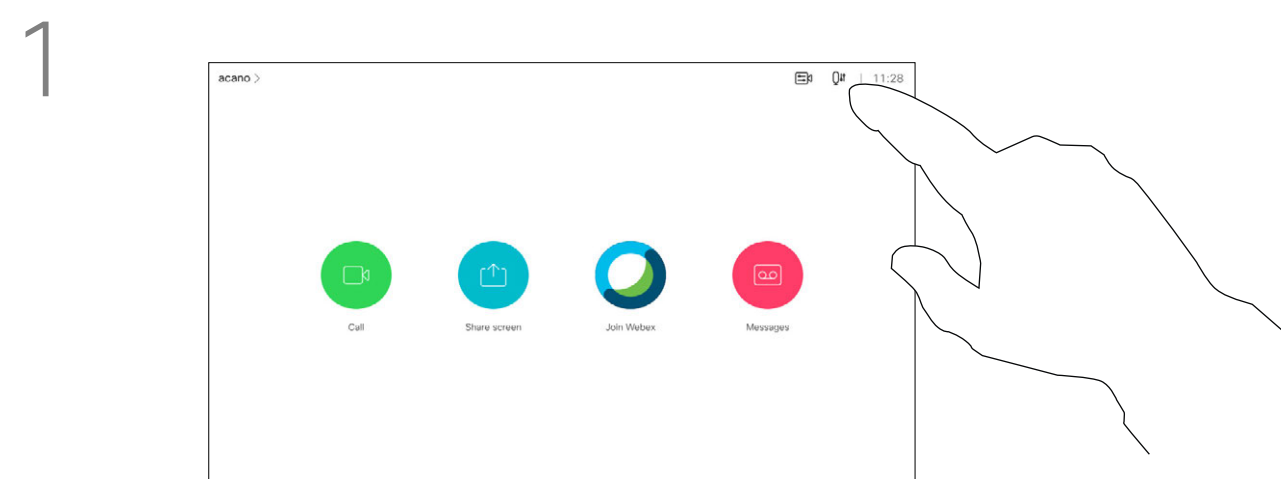 1
acano >
| 11:28
Call
Share screen
Join Webex
Messages